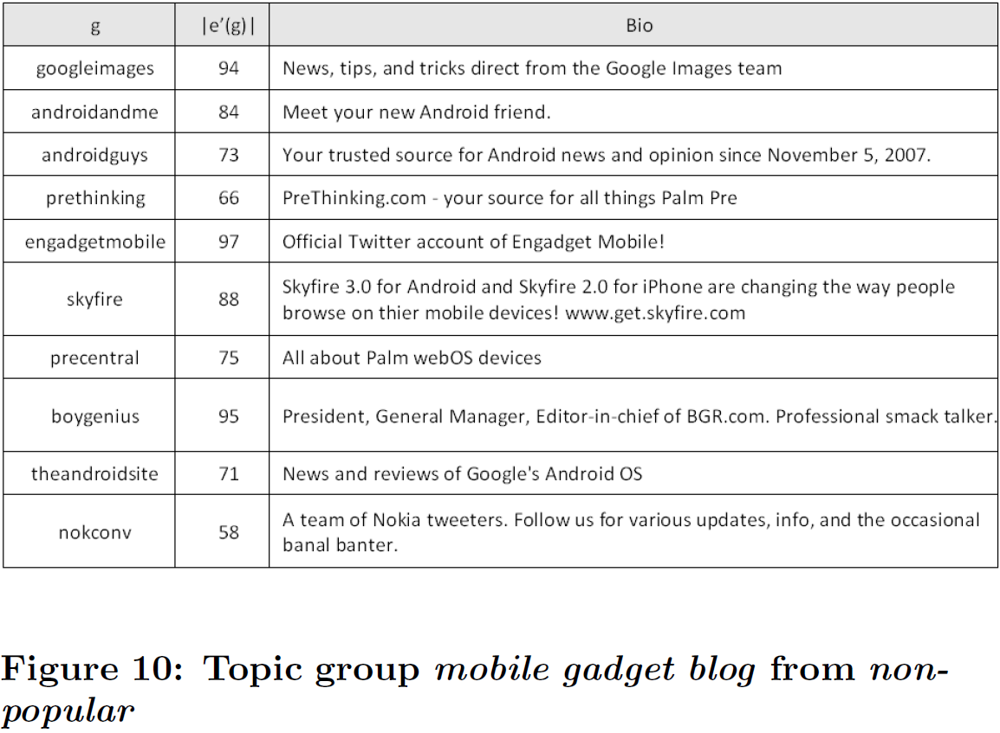 g |e'(g)| Bio
googleimages 94 News, tips, and tricks direct from the Google Images team
androidandme 84 Meet your new Android friend.
androidguys 73 Your trusted source for Android news and opinion since November 5, 2007.
prethinking 66 PreThinking.com - your source for all things Palm Pre
engadgetmobile 97 Official Twitter account of Engadget Mobile!
skyfire 88 Skyfire 3.0 for Android and Skyfire 2.0 for iPhone are changing the way people
browse on thier mobile devices! www.get.skyfire.com
precentral 75 All about Palm webOS devices
boygenius 95 President, General Manager, Editor-in-chief of BGR.com. Professional smack talker.
theandroidsite 71 News and reviews of Google's Android OS
nokconv 58 A team of Nokia tweeters. Follow us for various updates, info, and the occasional
banal banter.
Figure 10: Topic group mobile gadget blog from non-
popular